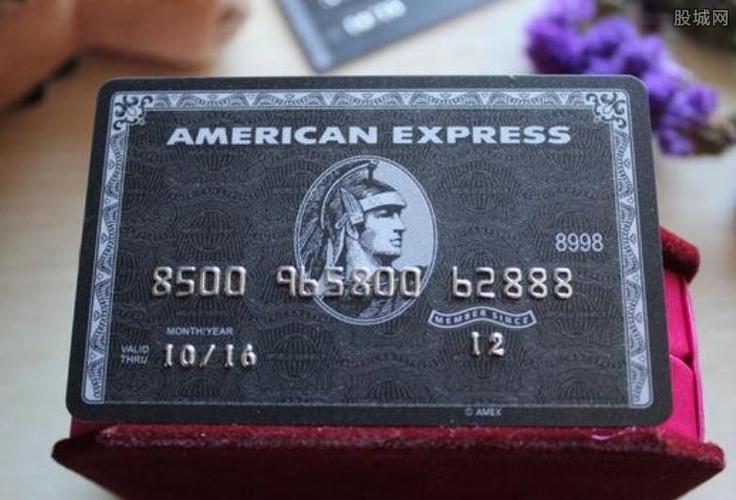 股城网
AMERICAN EXPRESS
8998
8500 965800 62888
MEMBER SINCE
MONTH/YEAR
VALID
THRU
10/16
12
© AMEX